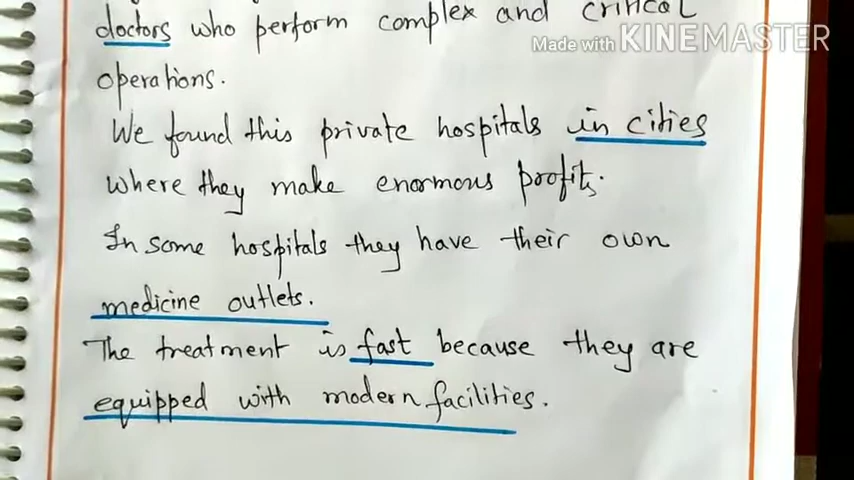 doctors who perform complex and critical
Made with KINEMASTER
operations.
We found this private hospitals in cities
where they make enormous profits.
In some hospitals they have their own
medicine outlets.
The treatment is fast because they are
equipped with modern facilities.